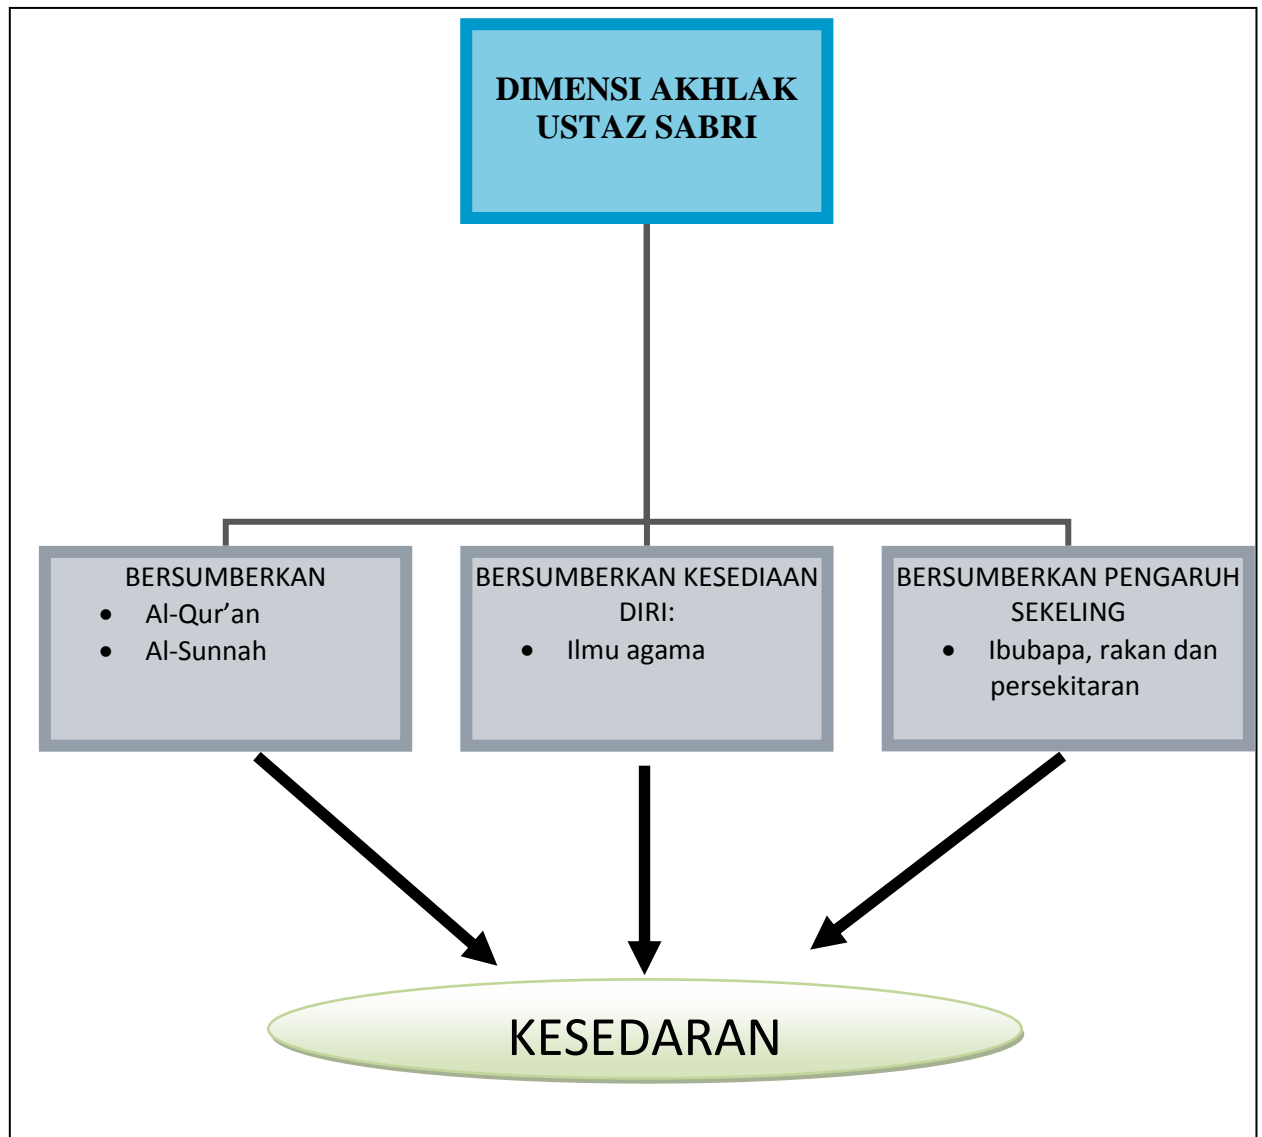 DIMENSI AKHLAK
USTAZ SABRI
BERSUMBERKAN
• Al-Qur’an
• Al-Sunnah
BERSUMBERKAN KESEDIAAN
DIRI:
• Ilmu agama
BERSUMBERKAN PENGARUH
SEKELING
• Ibubapa, rakan dan
persekitaran
KESEDARAN